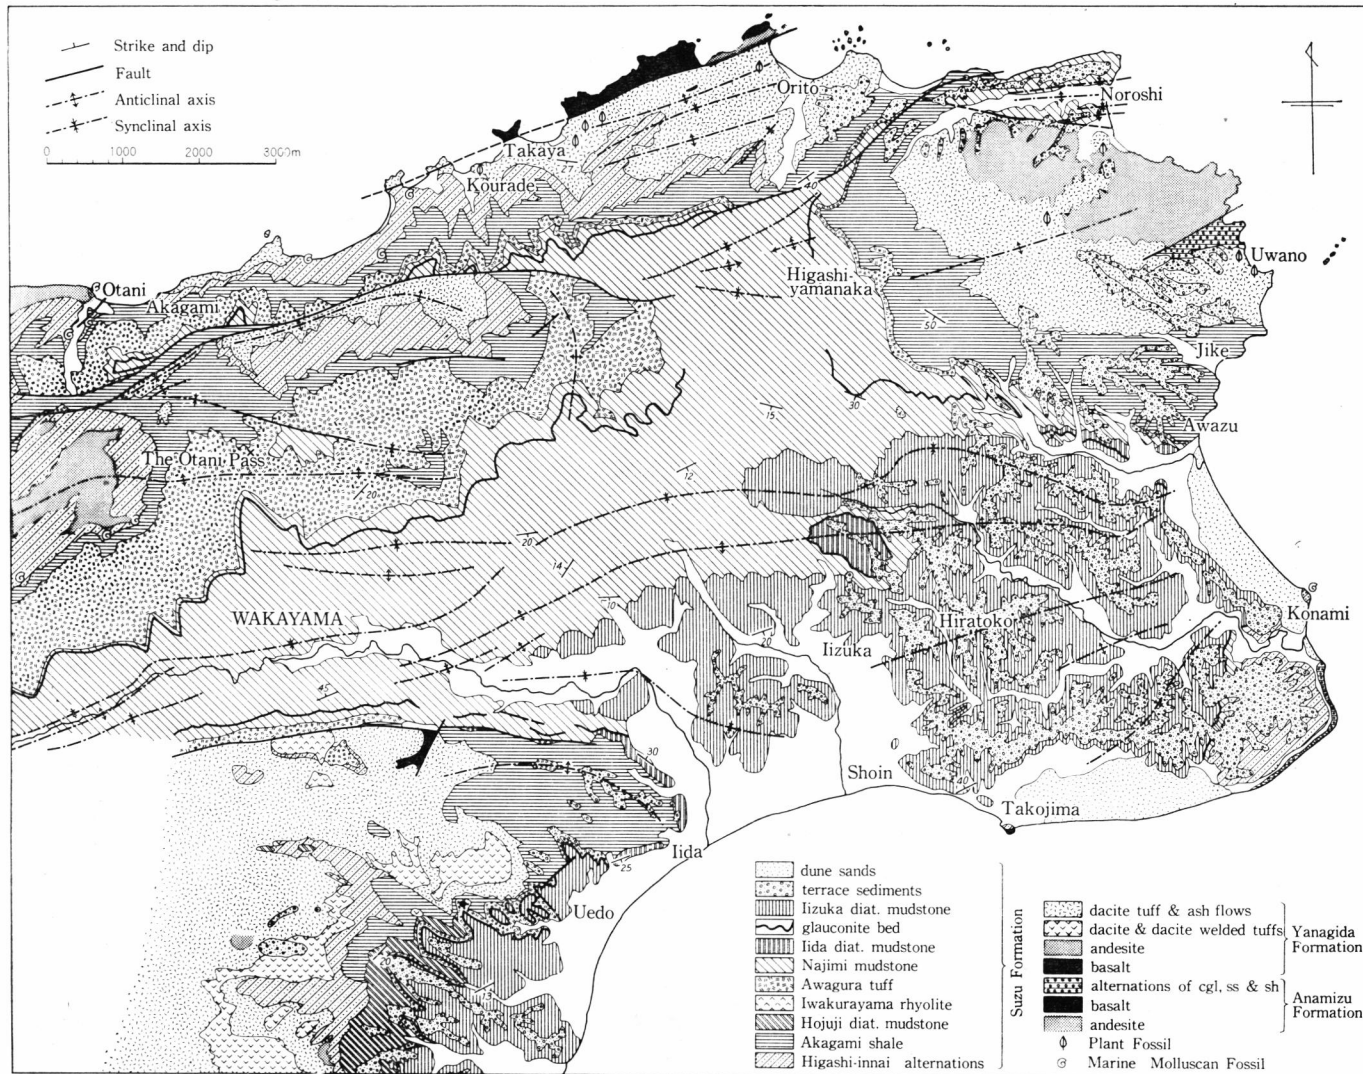 Strike and dip
Fault
Anticlinal axis
Synclinal axis
0 1000 2000 3000m
Orito
Noroshi
Takaya
27
Kourade
40
Higashi-
yamanaka
Uwano
Otani
Akagami
50
Jike
15
30
Awazu
The Otani Pass
20
12
20
14
10
WAKAYAMA
Iizuka
Hiratoko
Konami
20
45
30
Shoin
40
Takojima
Iida
25
Uedo
20
13
dune sands
terrace sediments
Iizuka diat. mudstone
glauconite bed
Iida diat. mudstone
Najimi mudstone
Awagura tuff
Iwakurayama rhyolite
Hojuji diat. mudstone
Akagami shale
Higashi-innai alternations
Suzu Formation
dacite tuff & ash flows
dacite & dacite welded tuffs
andesite
basalt
Yanagida
Formation
alternations of cgl, ss & sh
basalt
andesite
Anamizu
Formation
Plant Fossil
Marine Molluscan Fossil